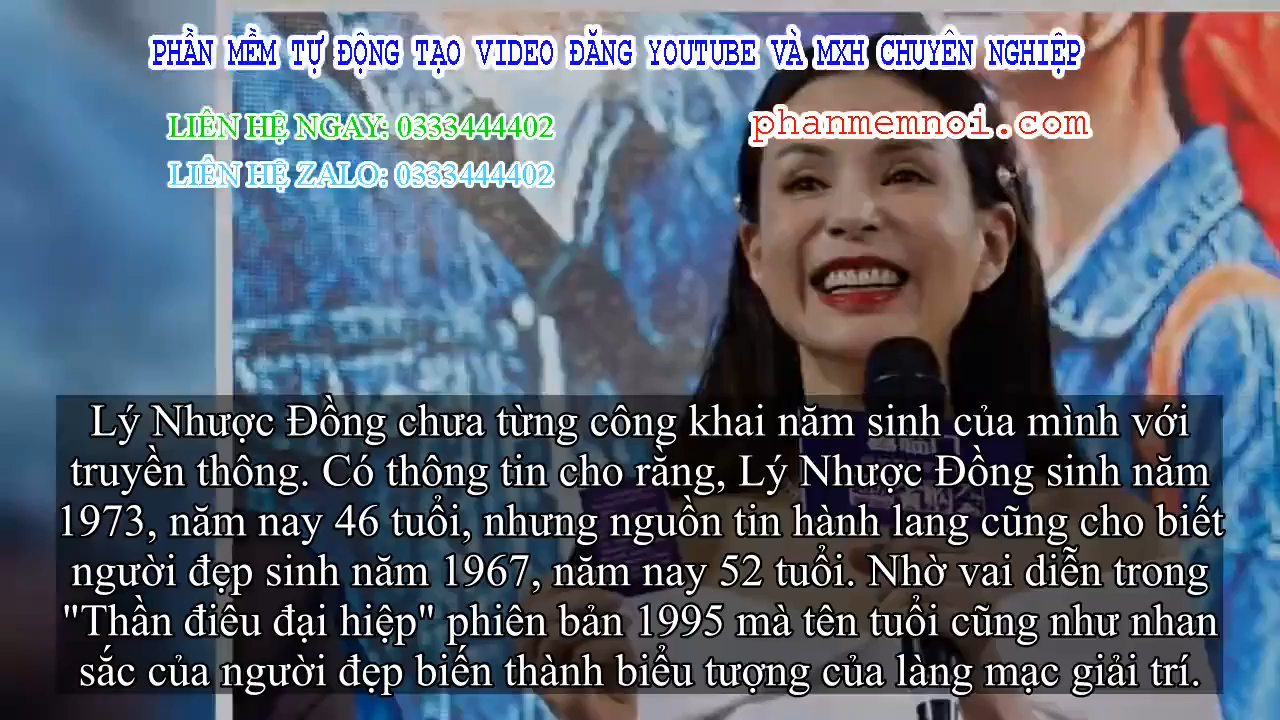 PHẦN MỀM TỰ ĐỘNG TẠO VIDEO ĐĂNG YOUTUBE VÀ MXH CHUYÊN NGHIỆP
LIÊN HỆ NGAY: 0333444402
phanmemnoi.com
LIÊN HỆ ZALO: 0333444402
Lý Nhược Đồng chưa từng công khai năm sinh của mình với
truyền thông. Có thông tin cho rằng, Lý Nhược Đồng sinh năm
1973, năm nay 46 tuổi, nhưng nguồn tin hành lang cũng cho biết
người đẹp sinh năm 1967, năm nay 52 tuổi. Nhờ vai diễn trong
"Thần điêu đại hiệp" phiên bản 1995 mà tên tuổi cũng như nhan
sắc của người đẹp biến thành biểu tượng của làng mạc giải trí.